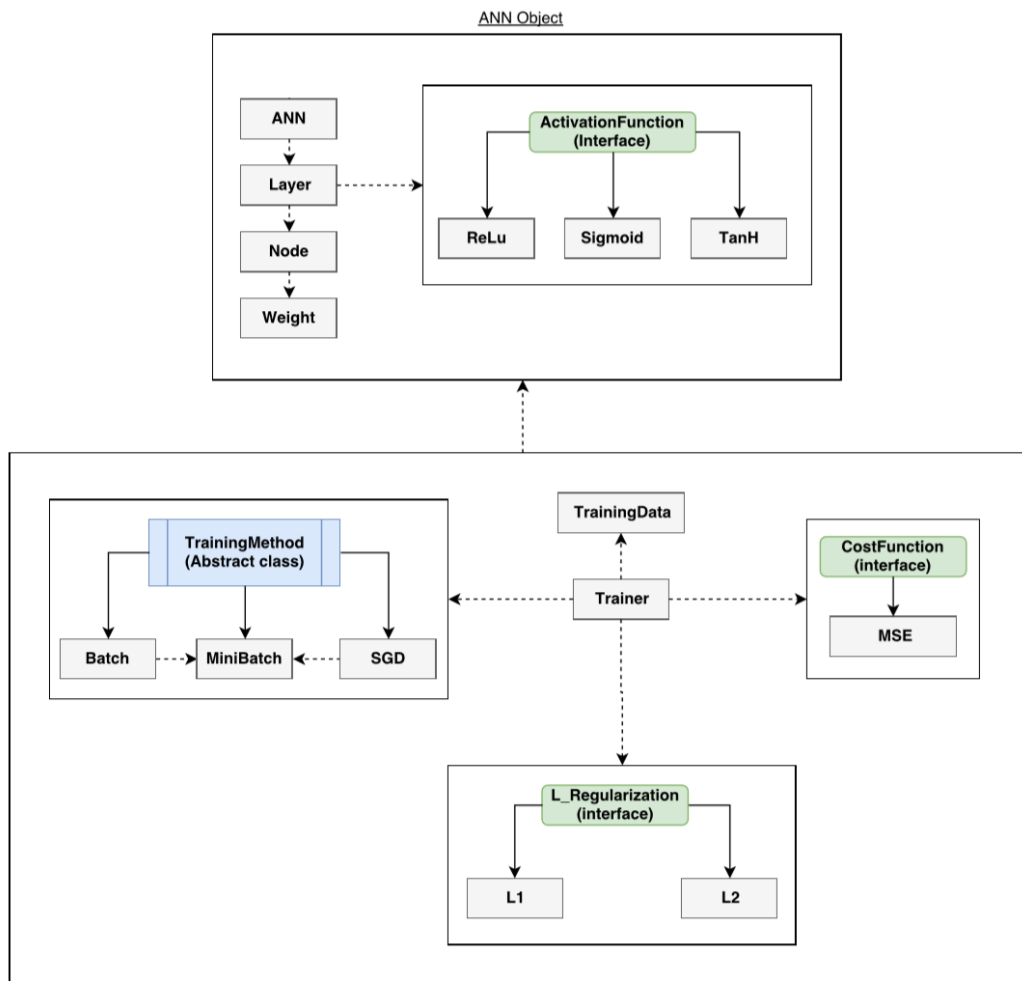 ANN Object
ANN
Layer
Node
Weight
ActivationFunction
(Interface)
ReLu
Sigmoid
TanH
TrainingMethod
(Abstract class)
Batch
MiniBatch
SGD
TrainingData
Trainer
CostFunction
(interface)
MSE
L_Regularization
(interface)
L1
L2